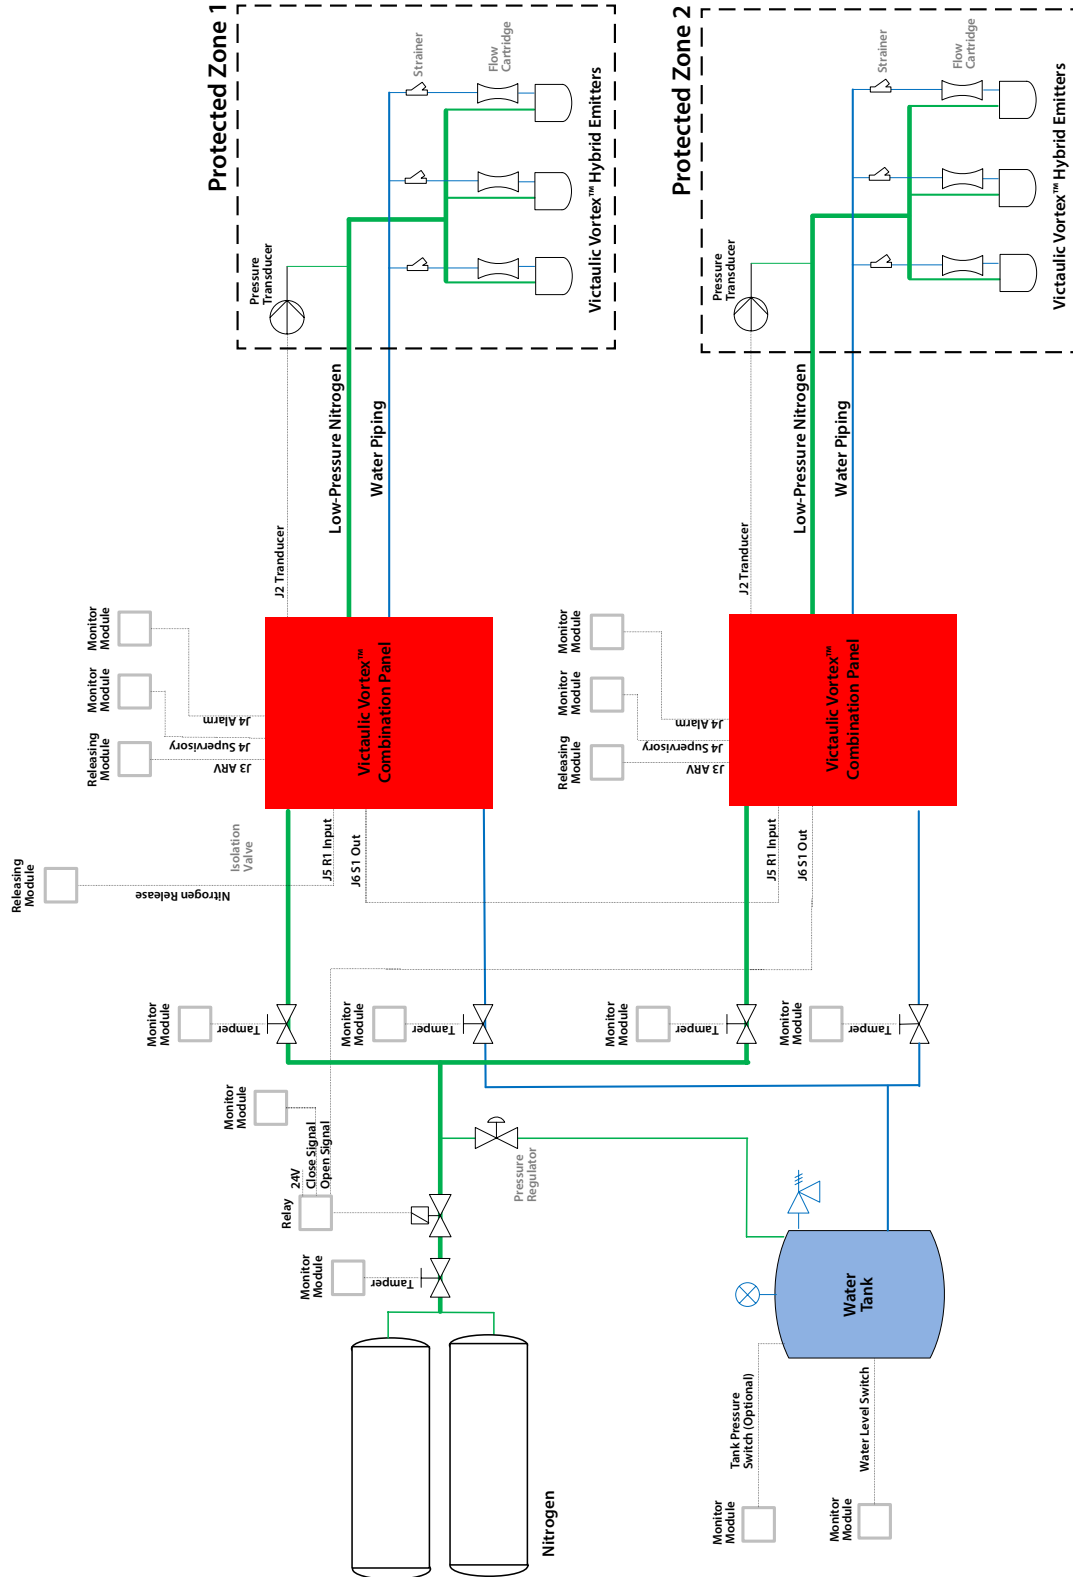 Protected Zone 1
Strainer
Flow
Cartridge
Pressure
Transducer
Victaulic Vortex™ Hybrid Emitters
Low-Pressure Nitrogen
Water Piping
J2 Tranducer
Monitor
Module
Monitor
Module
Releasing
Module
J4 Alarm
J4 Supervisory
J3 ARV
Victaulic Vortex™
Combination Panel
Isolation
Valve
J5 R1 Input
J6 S1 Out
Releasing
Module
Nitrogen Release
Monitor
Module
Tamper
Monitor
Module
Tamper
Protected Zone 2
Strainer
Flow
Cartridge
Pressure
Transducer
Victaulic Vortex™ Hybrid Emitters
Low-Pressure Nitrogen
Water Piping
J2 Tranducer
Monitor
Module
Monitor
Module
Releasing
Module
J4 Alarm
J4 Supervisory
J3 ARV
Victaulic Vortex™
Combination Panel
J5 R1 Input
J6 S1 Out
Monitor
Module
Tamper
Monitor
Module
Tamper
Monitor
Module
24V
Close Signal
Open Signal
Relay
Monitor
Module
Tamper
Pressure
Regulator
Nitrogen
Water
Tank
Tank Pressure
Switch (Optional)
Water Level Switch
Monitor
Module
Monitor
Module